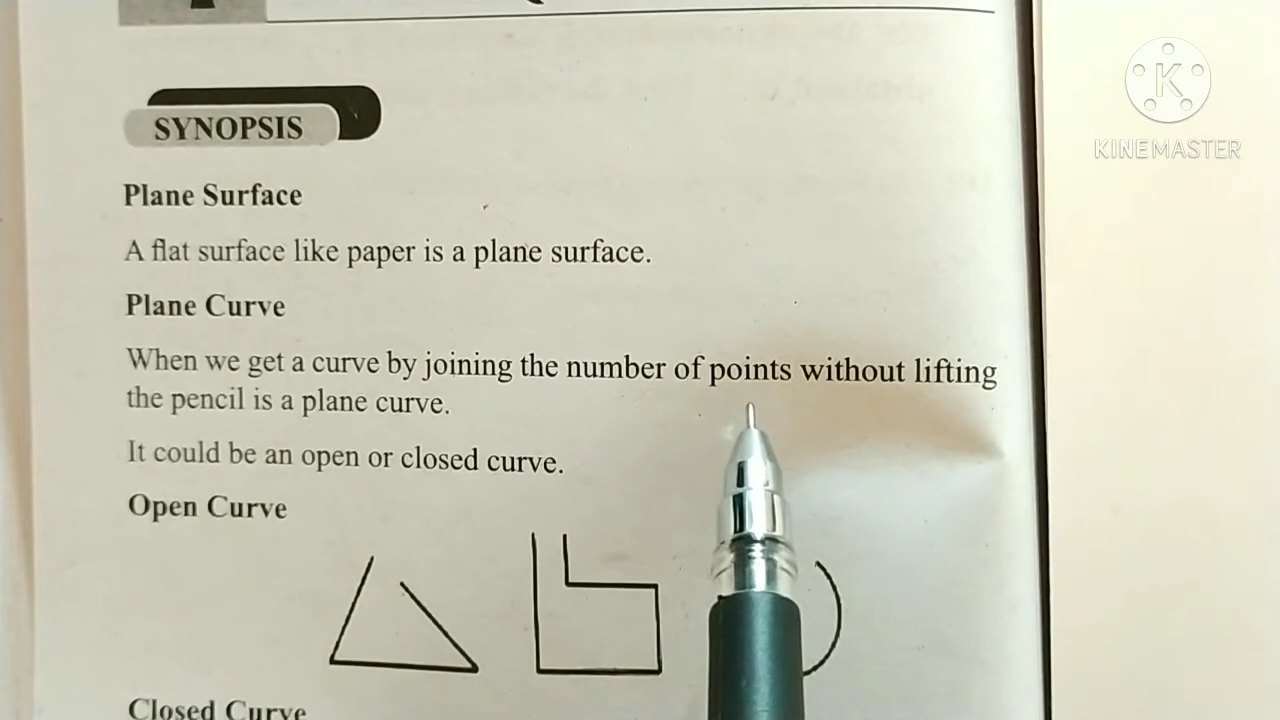 SYNOPSIS
Plane Surface
A flat surface like paper is a plane surface.
Plane Curve
When we get a curve by joining the number of points without lifting
the pencil is a plane curve.
It could be an open or closed curve.
Open Curve
Closed Curve
K
KINEMASTER